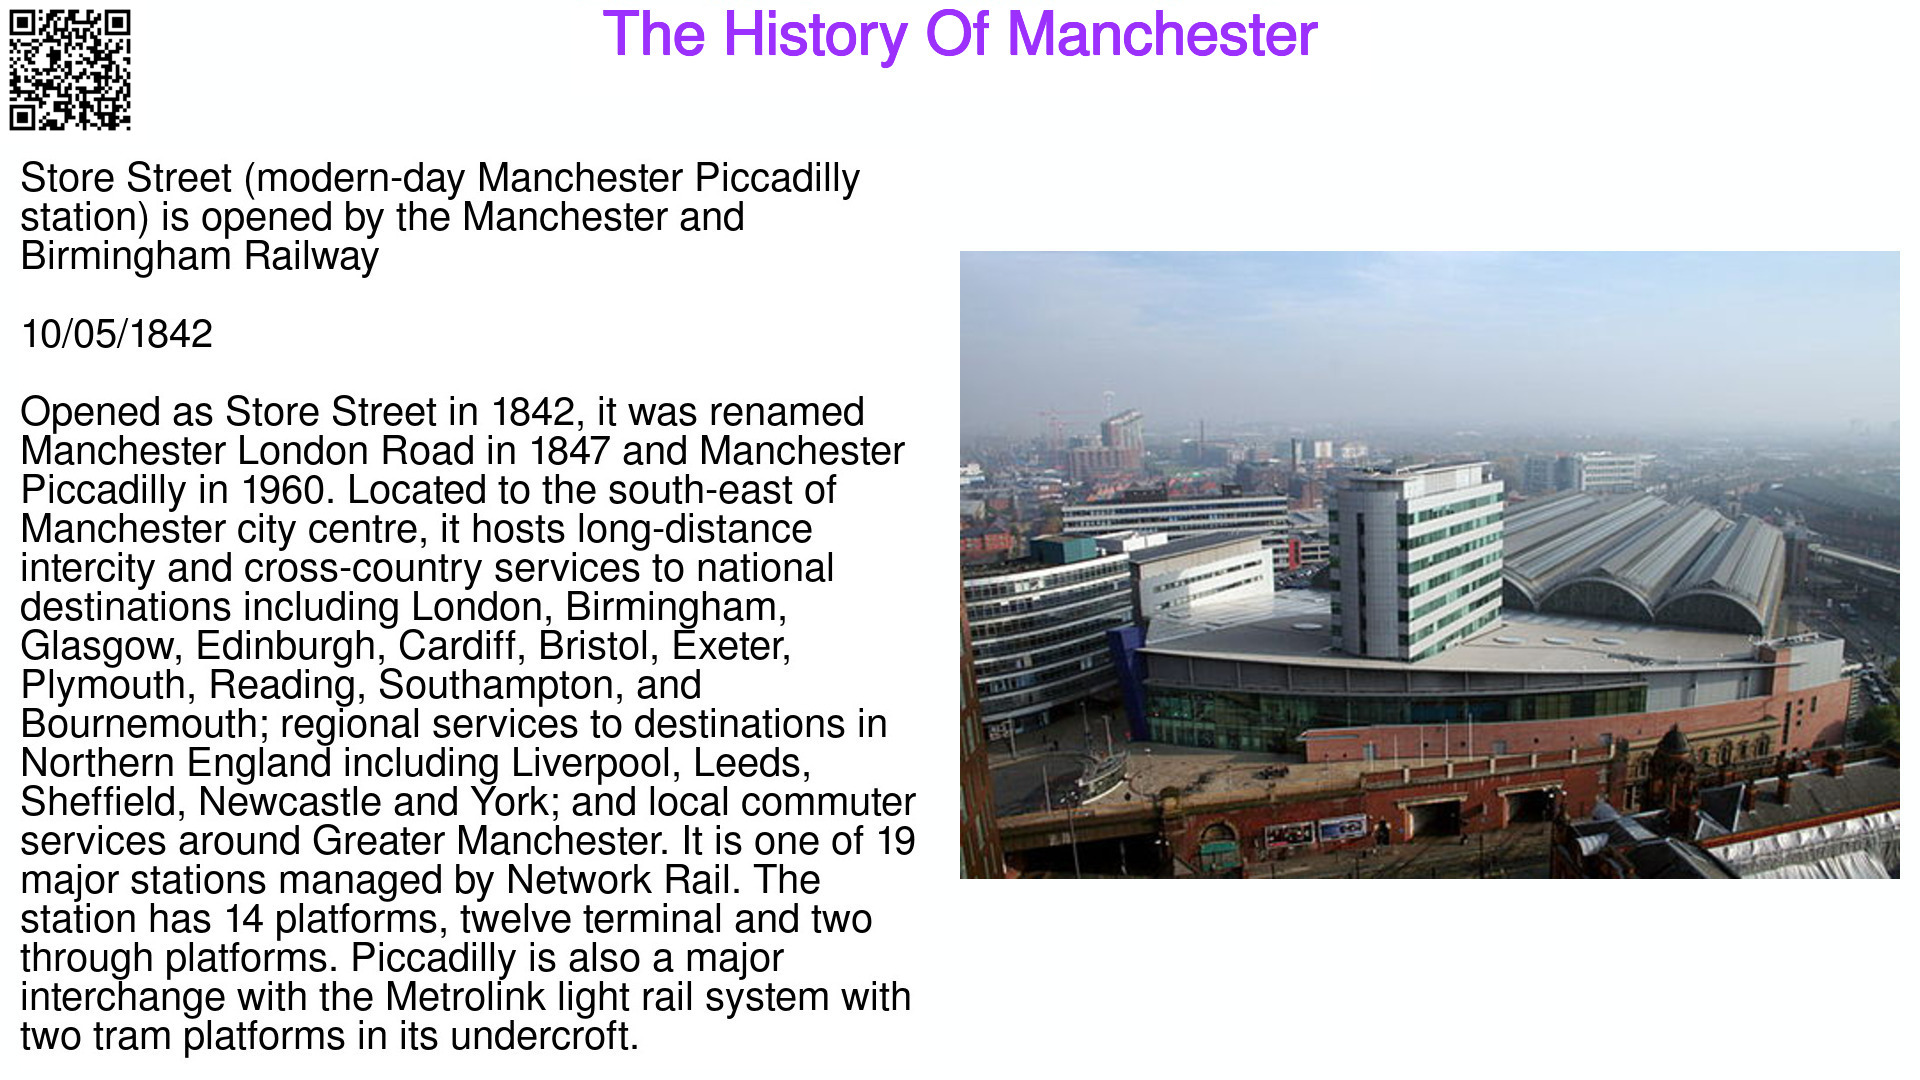 The History Of Manchester
Store Street (modern-day Manchester Piccadilly
station) is opened by the Manchester and
Birmingham Railway
10/05/1842
Opened as Store Street in 1842, it was renamed
Manchester London Road in 1847 and Manchester
Piccadilly in 1960. Located to the south-east of
Manchester city centre, it hosts long-distance
intercity and cross-country services to national
destinations including London, Birmingham,
Glasgow, Edinburgh, Cardiff, Bristol, Exeter,
Plymouth, Reading, Southampton, and
Bournemouth; regional services to destinations in
Northern England including Liverpool, Leeds,
Sheffield, Newcastle and York; and local commuter
services around Greater Manchester. It is one of 19
major stations managed by Network Rail. The
station has 14 platforms, twelve terminal and two
through platforms. Piccadilly is also a major
interchange with the Metrolink light rail system with
two tram platforms in its undercroft.